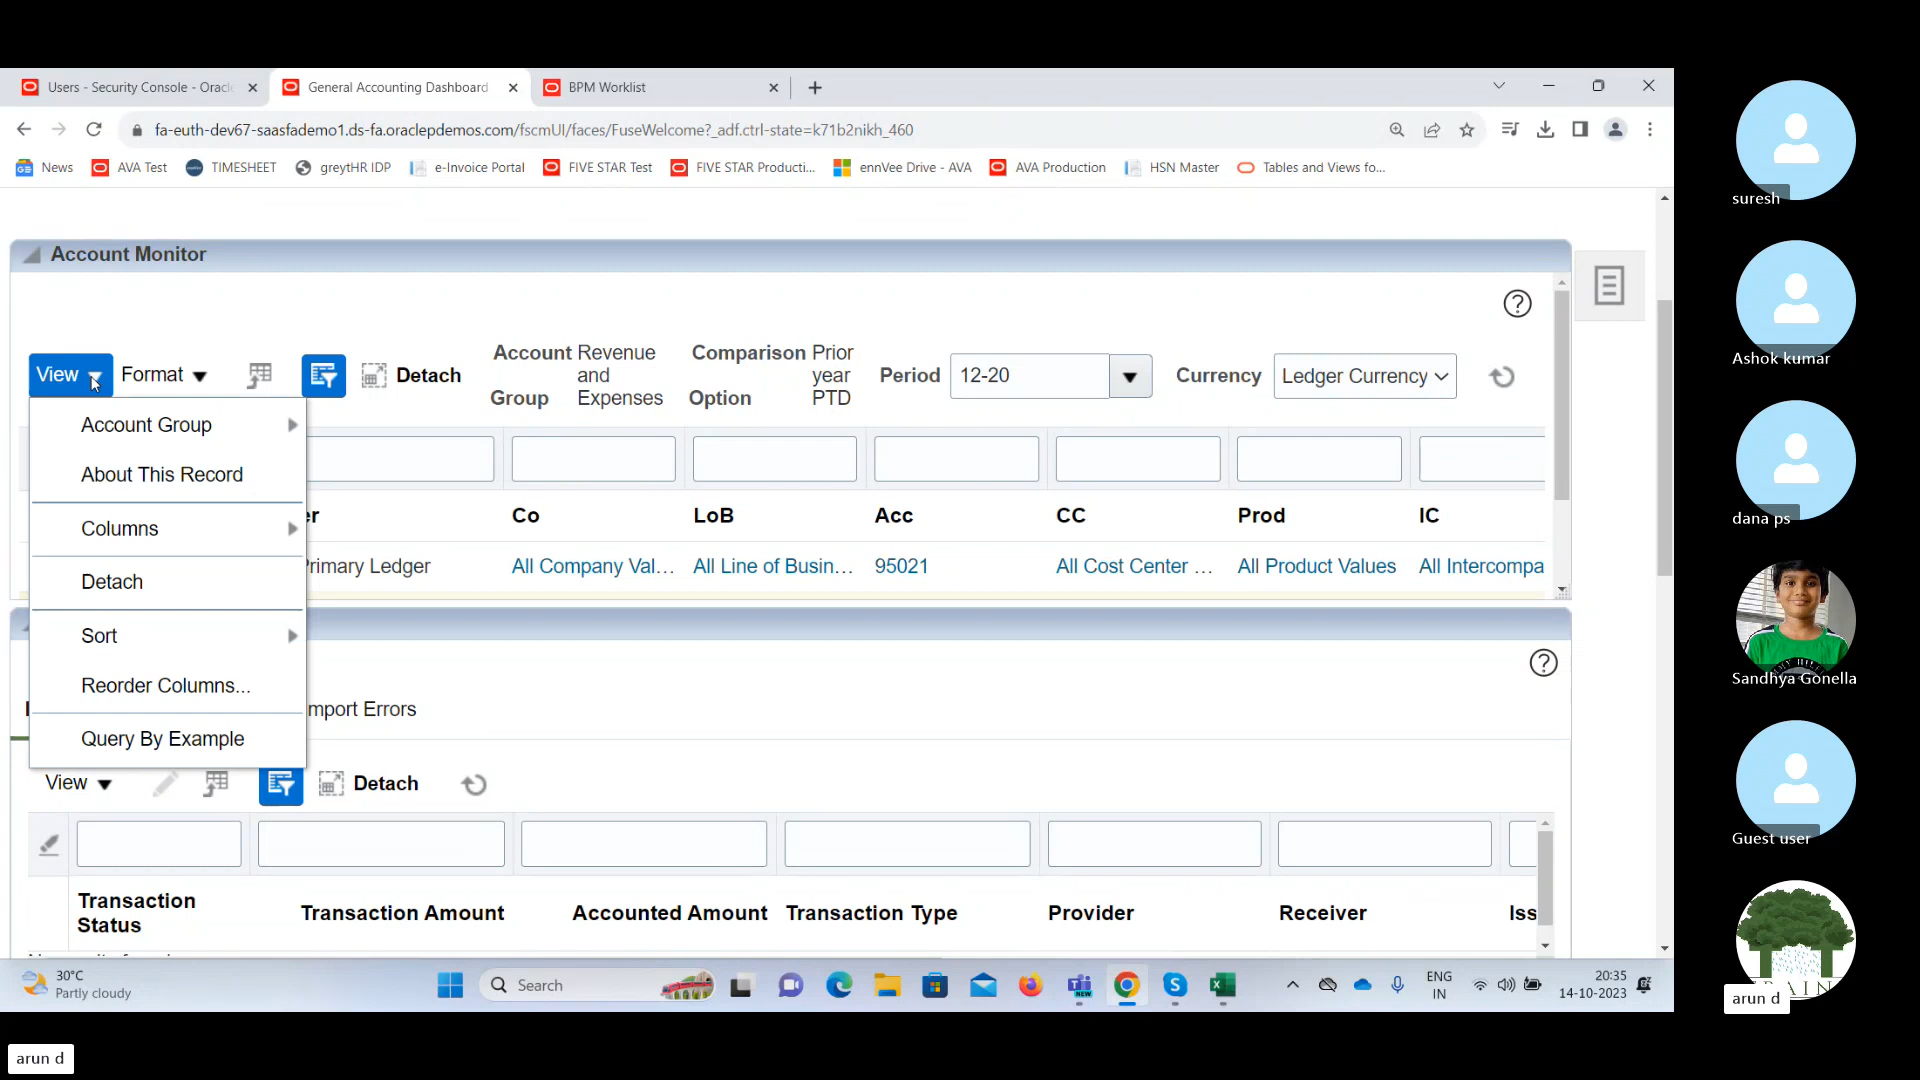 Users - Security Console - Oracl
General Accounting Dashboard
BPM Worklist
fa-euth-dev67-saasfademo1.ds-fa.oraclepdemos.com/fscmUI/faces/FuseWelcome?_adf.ctrl-state=k71b2nikh_460
News
AVA Test
TIMESHEET
greytHR IDP
e-Invoice Portal
FIVE STAR Test
FIVE STAR Producti...
ennVee Drive - AVA
AVA Production
HSN Master
Tables and Views fo...
Account Monitor
View
Format
Detach
Account Group
Revenue and Expenses
Comparison Option
Prior year PTD
Period
12-20
Currency
Ledger Currency
Account Group
About This Record
Columns
Detach
Sort
Reorder Columns...
Query By Example
er
Co
LoB
Acc
CC
Prod
IC
Primary Ledger
All Company Val...
All Line of Busin...
95021
All Cost Center ...
All Product Values
All Intercompa
mport Errors
View
Detach
Transaction
Status
Transaction Amount
Accounted Amount
Transaction Type
Provider
Receiver
Iss
30°C
Partly cloudy
Search
ENG
IN
20:35
14-10-2023
suresh
Ashok kumar
dana ps
Sandhya Gonella
Guest user
arun d
arun d